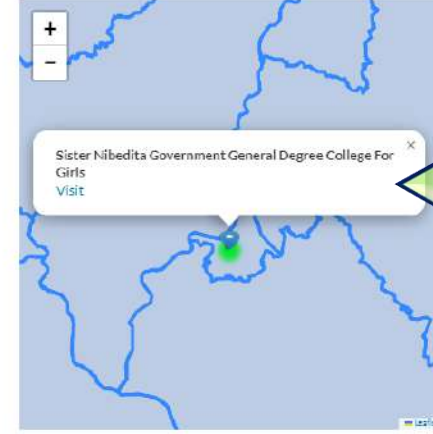 +
−
×
Sister Nibedita Government General Degree College For
Girls
Visit